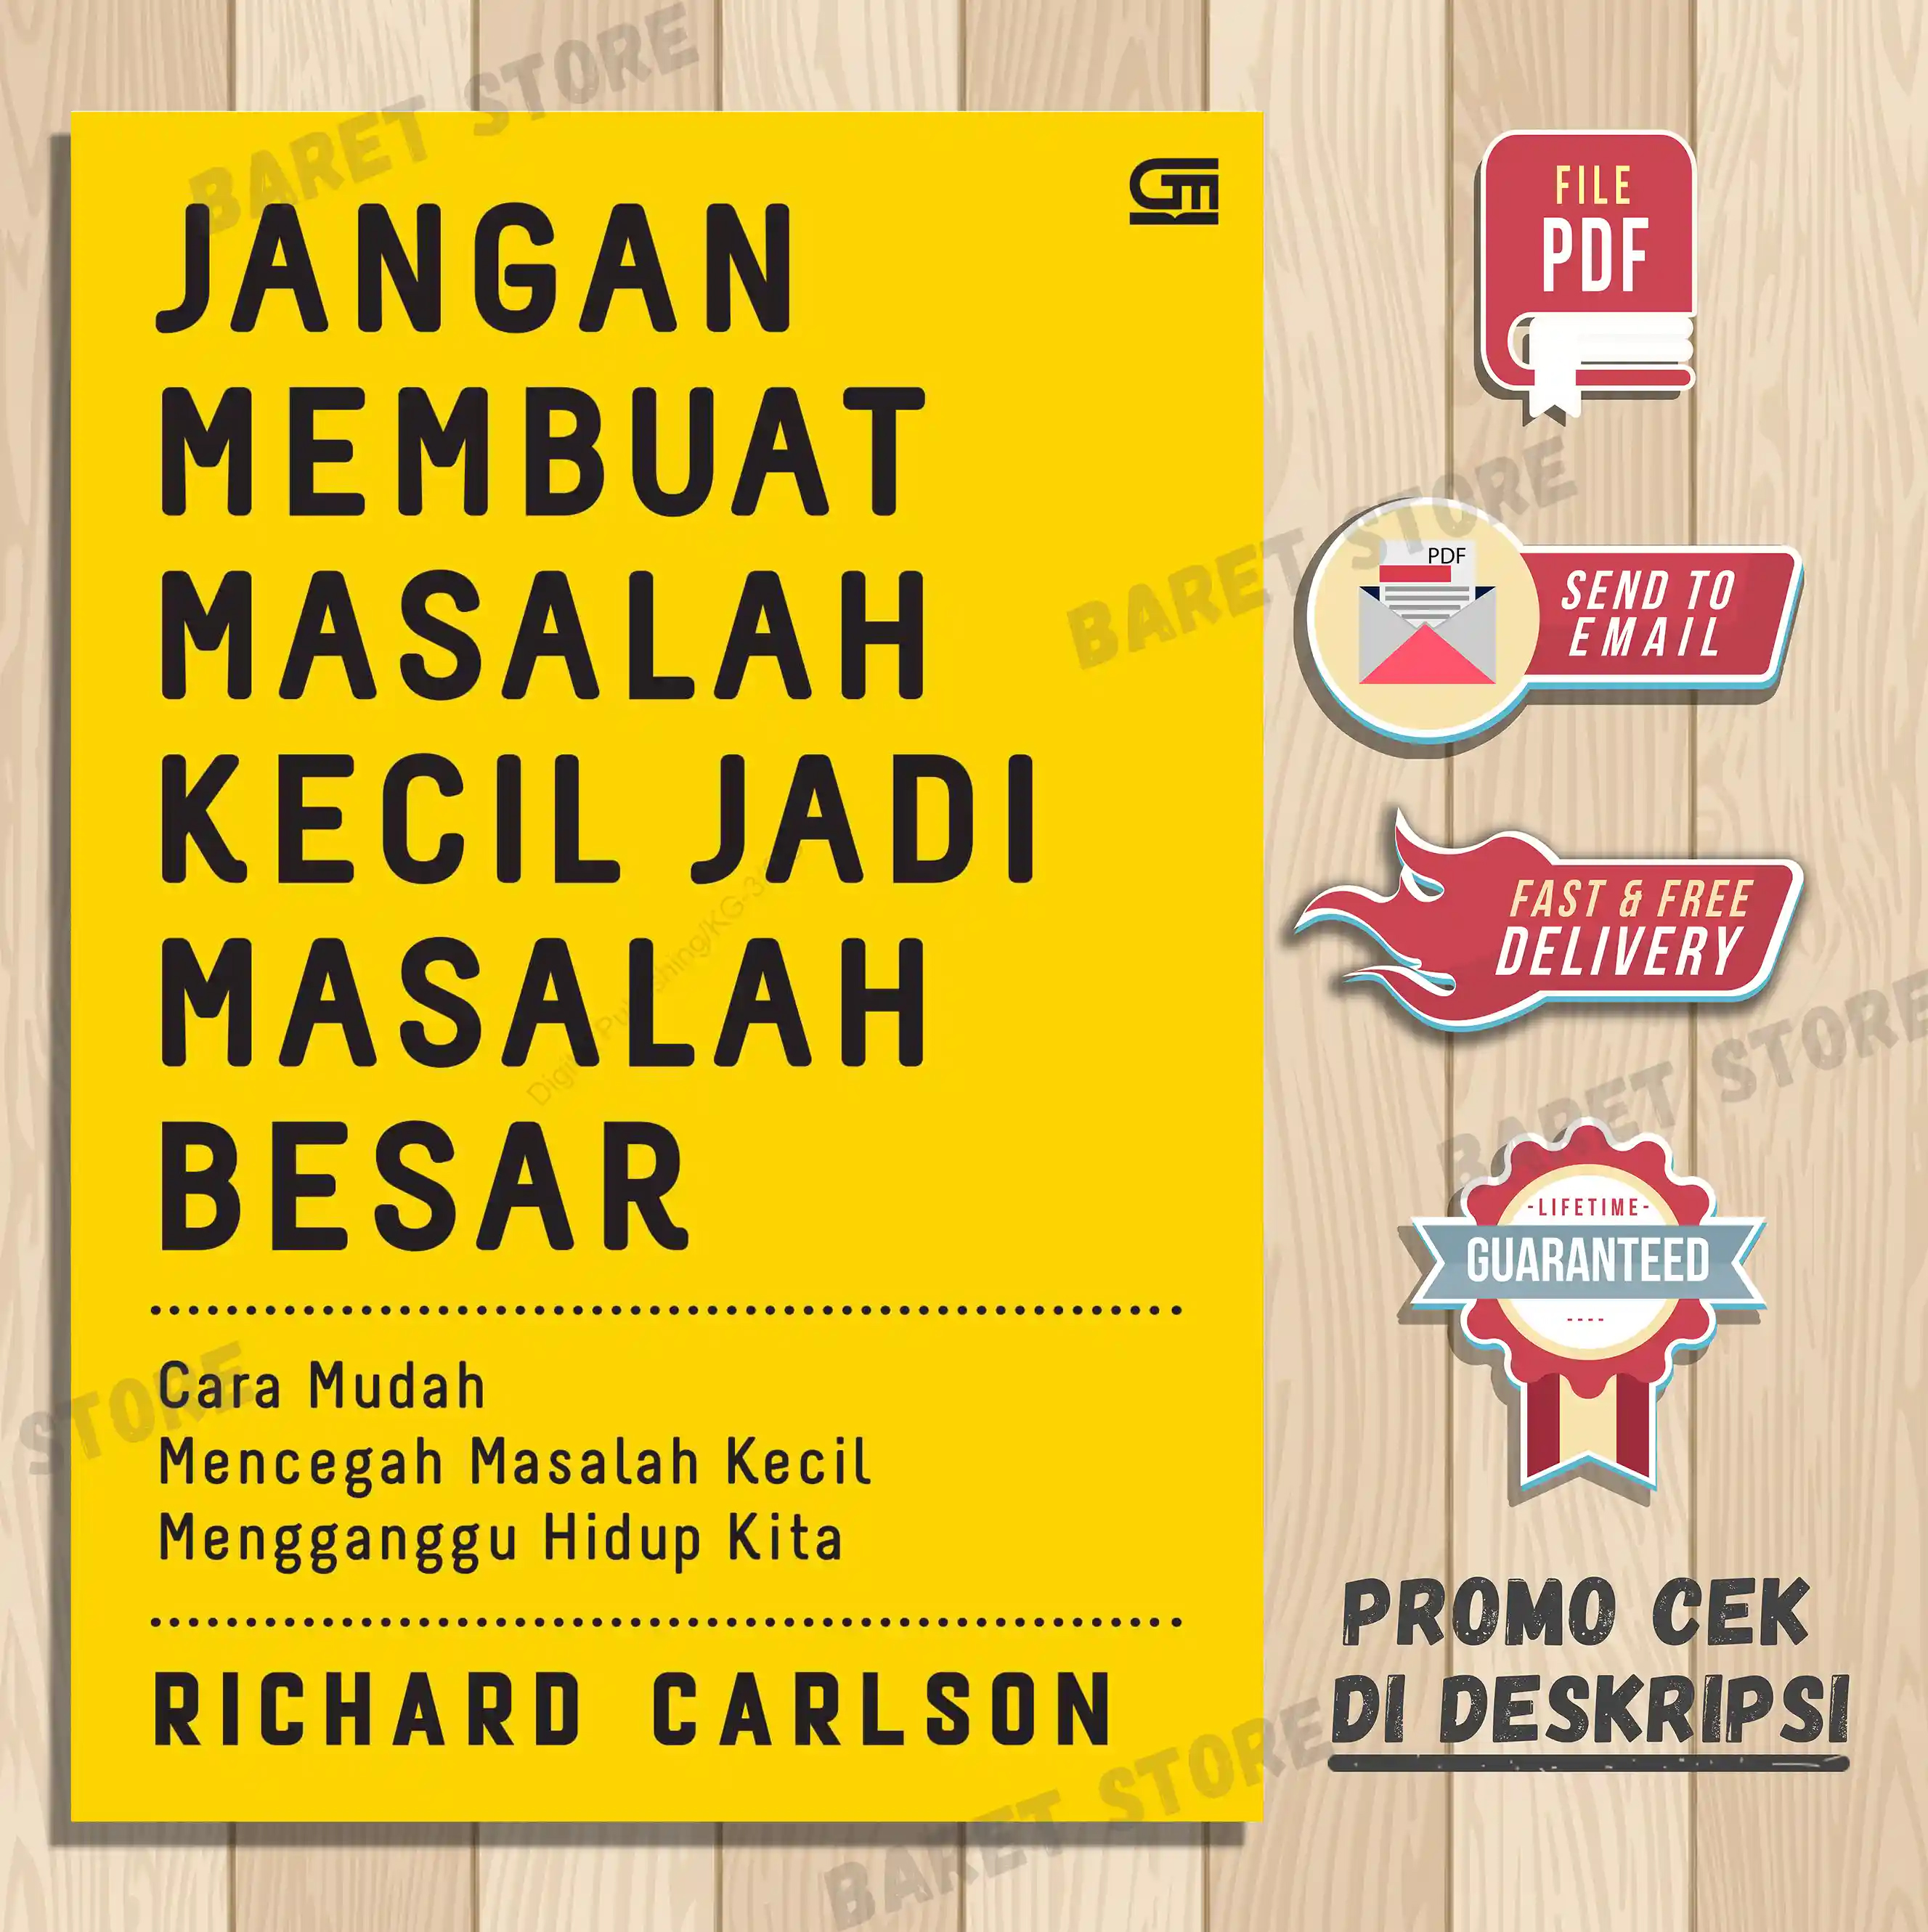 BARET STORE
JANGAN
MEMBUAT
MASALAH
KECIL JADI
MASALAH
BESAR
Cara Mudah
Mencegah Masalah Kecil
Mengganggu Hidup Kita
RICHARD CARLSON
GM
FILE
PDF
BARET STORE
PDF
SEND TO
EMAIL
FAST & FREE
DELIVERY
BARET STORE
-LIFETIME-
GUARANTEED
----
STORE
PROMO CEK
DI DESKRIPSI
BARET STORE